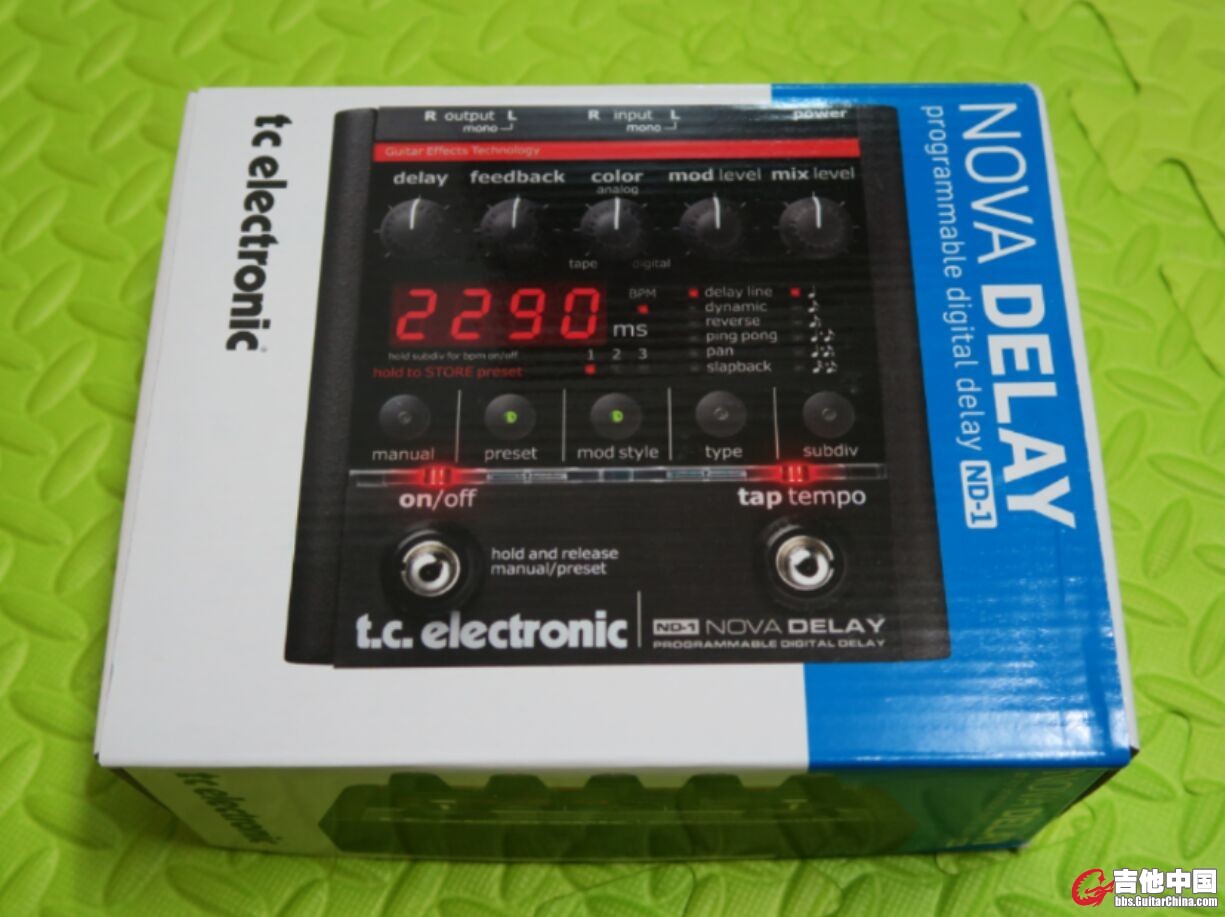 tc electronic
R output L
mono
R input L
mono
power
Guitar Effects Technology
delay feedback color mod level mix level
analog
tape digital
2290
BPM
ms
hold subdiv for bpm on/off
hold to STORE preset
1 2 3
delay line
dynamic
reverse
ping pong
pan
slapback
manual preset mod style type subdiv
on/off
tap tempo
hold and release
manual/preset
t.c. electronic
ND-1 NOVA DELAY
PROGRAMMABLE DIGITAL DELAY
NOVA DELAY
programmable digital delay ND-1
tc electronic
NOVA DELAY
吉他中国
bbs.GuitarChina.com